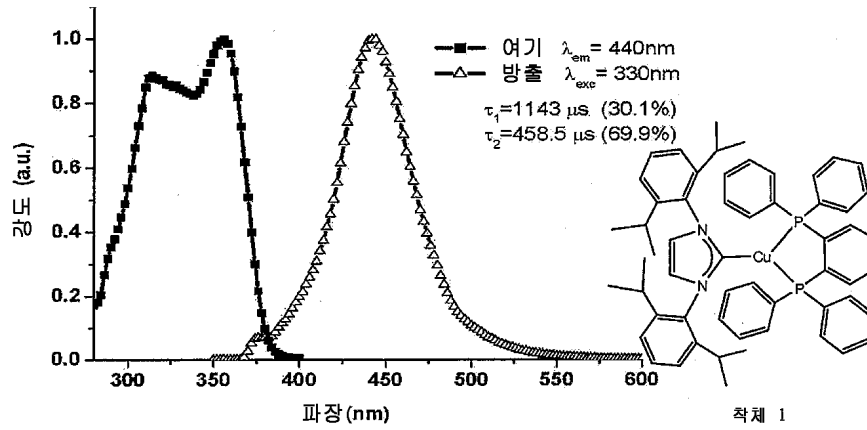 1.0
0.8
0.6
0.4
0.2
0.0
강도 (a.u.)
300 350 400 450 500 550 600
파장(nm)
여기 λem= 440nm
방출 λexc= 330nm
τ1=1143 μs (30.1%)
τ2=458.5 μs (69.9%)
N
N
Cu
P
P
착체 1